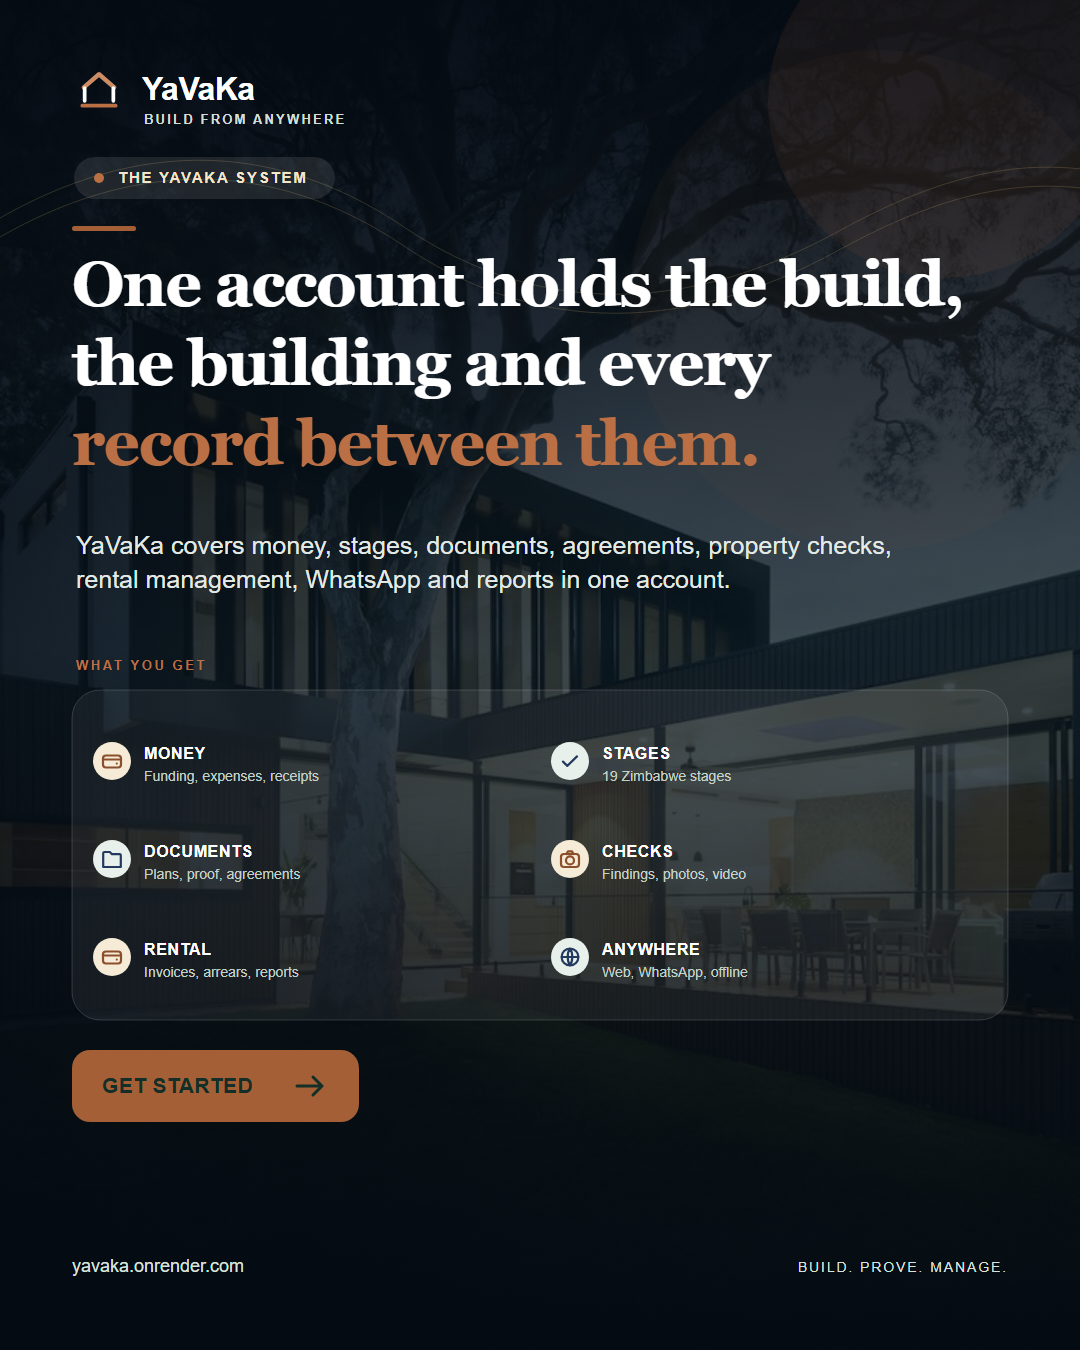 YaVaKa
BUILD FROM ANYWHERE
THE YAVAKA SYSTEM
One account holds the build,
the building and every
record between them.
YaVaKa covers money, stages, documents, agreements, property checks,
rental management, WhatsApp and reports in one account.
WHAT YOU GET
MONEY
Funding, expenses, receipts
STAGES
19 Zimbabwe stages
DOCUMENTS
Plans, proof, agreements
CHECKS
Findings, photos, video
RENTAL
Invoices, arrears, reports
ANYWHERE
Web, WhatsApp, offline
GET STARTED
yavaka.onrender.com
BUILD. PROVE. MANAGE.